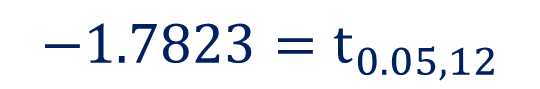 −1.7823 = t₀.₀₅,₁₂